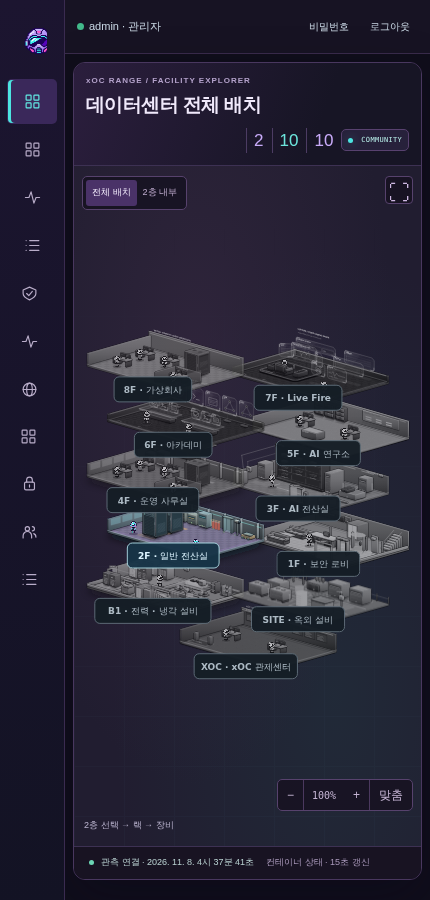 admin · 관리자
비밀번호
로그아웃
xOC RANGE / FACILITY EXPLORER
데이터센터 전체 배치
2
10
10
COMMUNITY
전체 배치
2층 내부
8F · 가상회사
7F · Live Fire
6F · 아카데미
5F · AI 연구소
4F · 운영 사무실
3F · AI 전산실
2F · 일반 전산실
1F · 보안 로비
B1 · 전력 · 냉각 설비
SITE · 옥외 설비
XOC · xOC 관제센터
−
100%
+
맞춤
2층 선택 → 랙 → 장비
관측 연결 · 2026. 11. 8. 4시 37분 41초
컨테이너 상태 · 15초 갱신